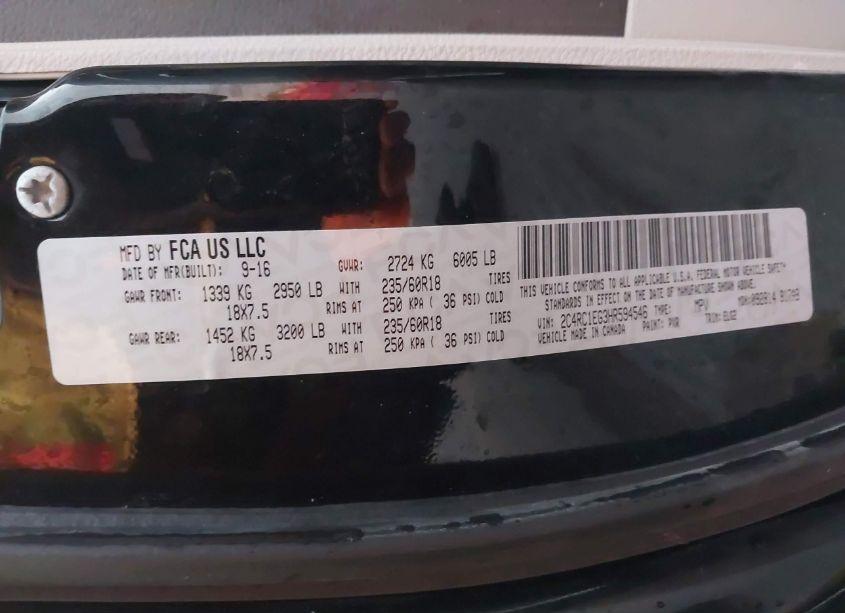 MFD BY FCA US LLC
DATE OF MFR(BUILT): 9-16 GVWR: 2724 KG 6005 LB
GAWR FRONT: 1339 KG 2950 LB WITH 235/60R18 TIRES
18X7.5 RIMS AT 250 KPA ( 36 PSI) COLD
GAWR REAR: 1452 KG 3200 LB WITH 235/60R18 TIRES
18X7.5 RIMS AT 250 KPA ( 36 PSI) COLD
THIS VEHICLE CONFORMS TO ALL APPLICABLE U.S.A. FEDERAL MOTOR VEHICLE SAFETY
STANDARDS IN EFFECT ON THE DATE OF MANUFACTURE SHOWN ABOVE.
VIN: 2C4RC1EG3HR594546 TYPE: MPV MDH:092814
VEHICLE MADE IN CANADA PAINT: PXR TRIM: